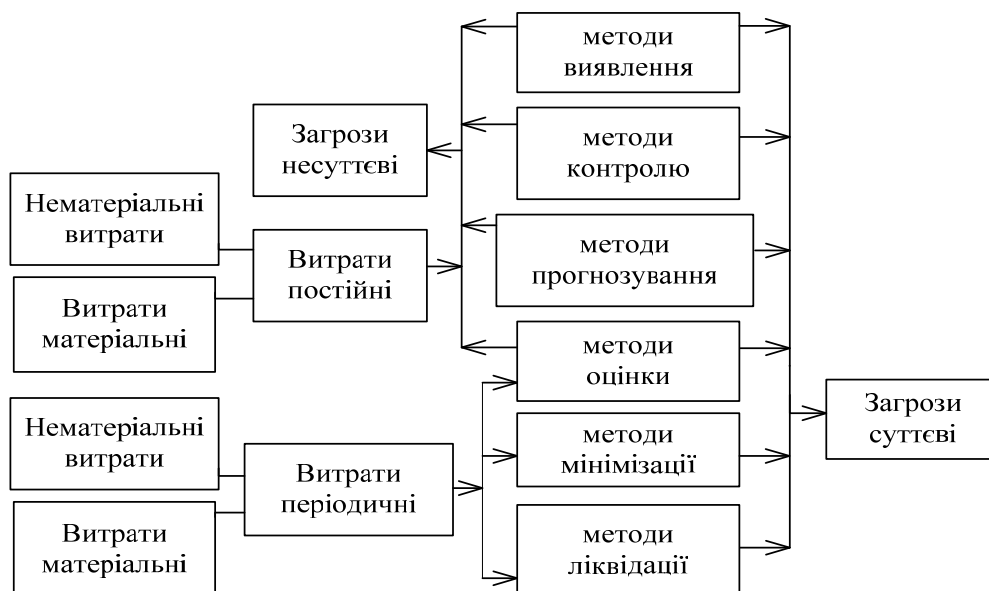 методи
виявлення
Загрози
несуттєві
методи
контролю
Нематеріальні
витрати
Витрати
постійні
методи
прогнозування
Витрати
матеріальні
методи
оцінки
Загрози
суттєві
Нематеріальні
витрати
Витрати
періодичні
методи
мінімізації
Витрати
матеріальні
методи
ліквідації